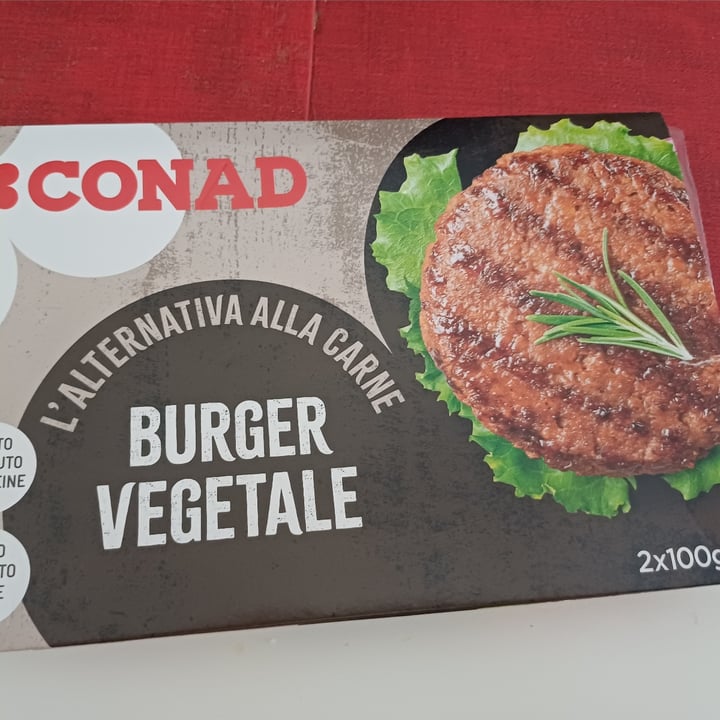 CONAD
L'ALTERNATIVA ALLA CARNE
BURGER
VEGETALE
2x100g